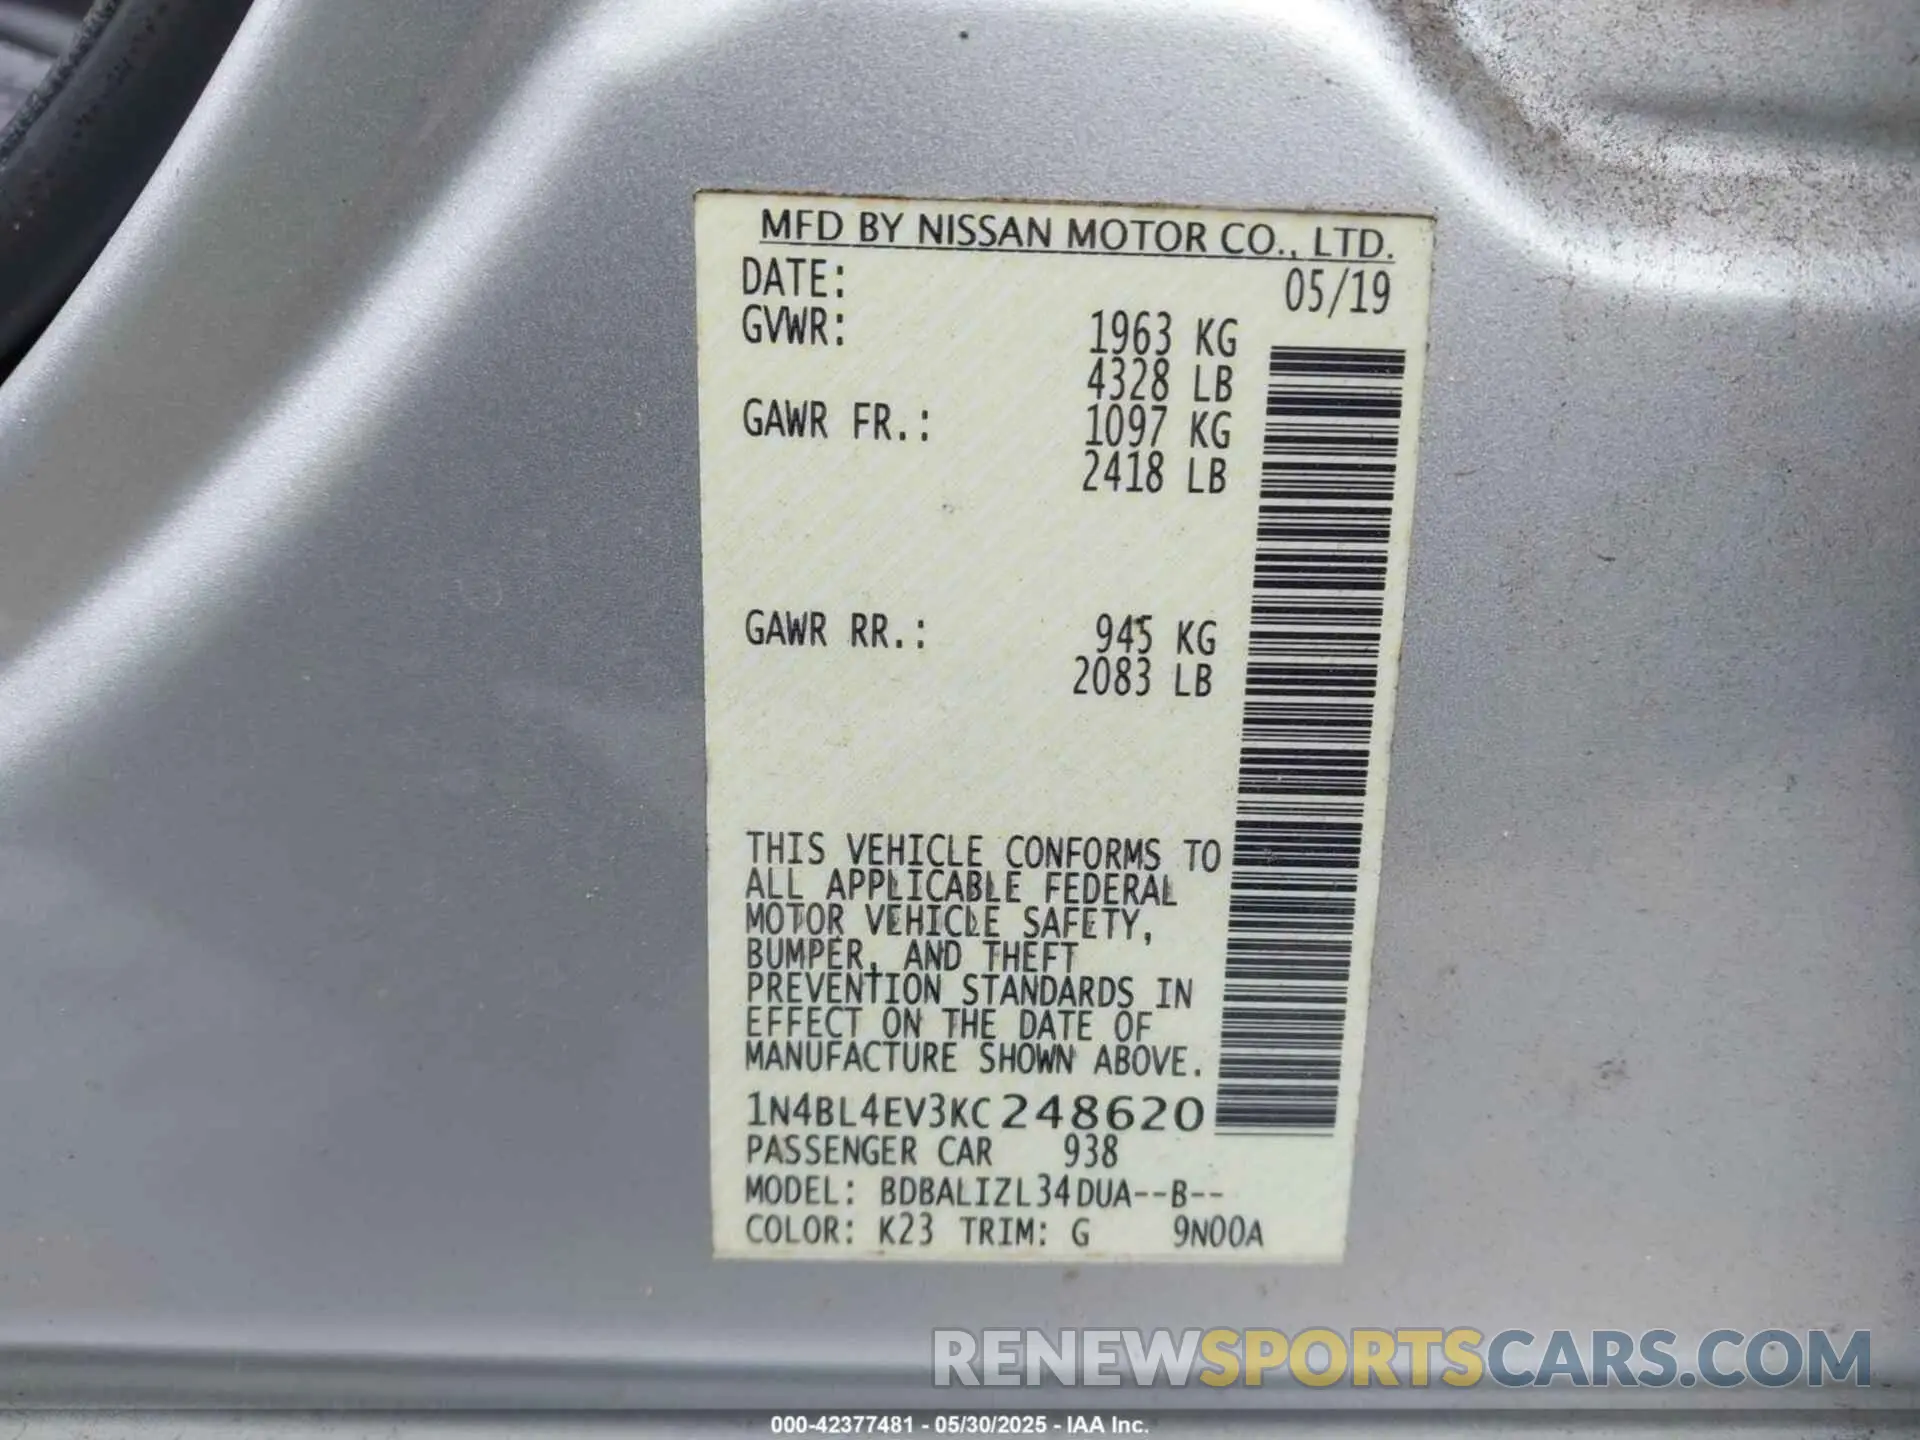 MFD BY NISSAN MOTOR CO., LTD.
DATE: 05/19
GVWR: 1963 KG
4328 LB
GAWR FR.: 1097 KG
2418 LB
GAWR RR.: 945 KG
2083 LB
THIS VEHICLE CONFORMS TO
ALL APPLICABLE FEDERAL
MOTOR VEHICLE SAFETY,
BUMPER, AND THEFT
PREVENTION STANDARDS IN
EFFECT ON THE DATE OF
MANUFACTURE SHOWN ABOVE.
1N4BL4EV3KC248620
PASSENGER CAR 938
MODEL: BDBALIZL34DUA--B--
COLOR: K23 TRIM: G 9N00A
RENEWSPORTSCARS.COM
000-42377481 - 05/30/2025 - IAA Inc.